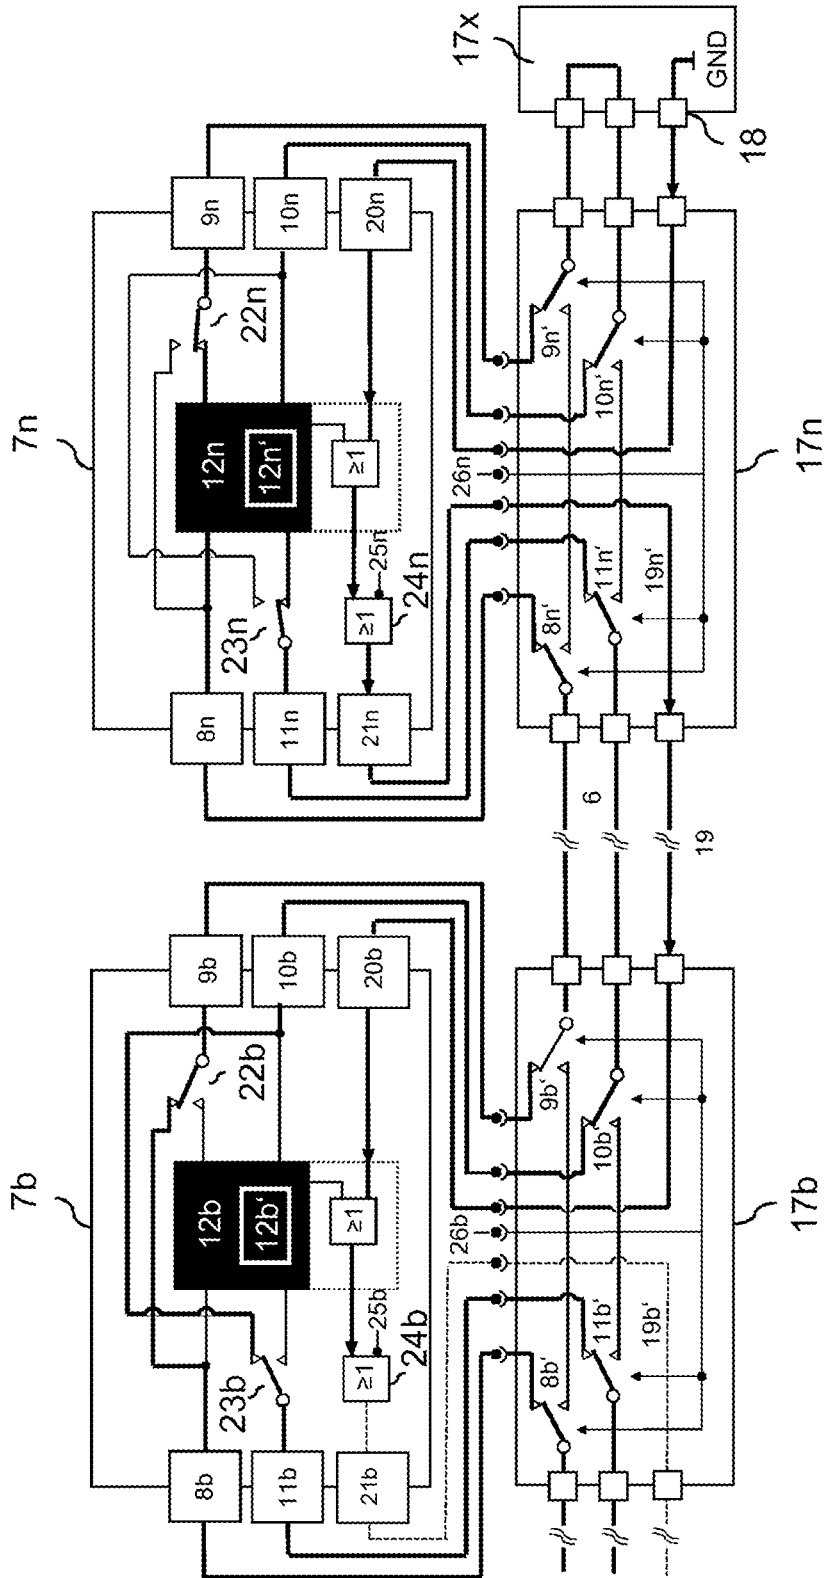 7b
7n
8b
12b
9b
8n
12n
9n
23b
22b
23n
22n
12b'
12n'
11b
10b
11n
10n
21b
≥1
≥1
20b
21n
≥1
≥1
20n
25b
25n
24b
24n
26b
26n
17x
8b'
9b'
8n'
9n'
11b'
10b'
6
11n'
10n'
19b'
19n'
19
GND
18
17b
17n